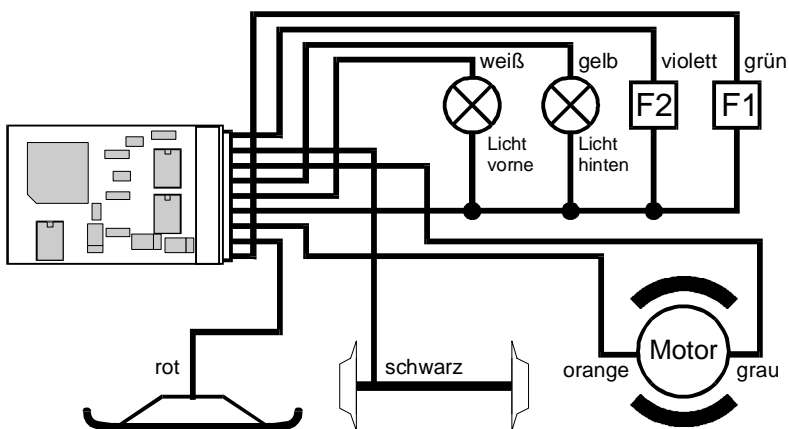 weiß gelb violett grün
F2 F1
Licht vorne
Licht hinten
rot schwarz orange Motor grau